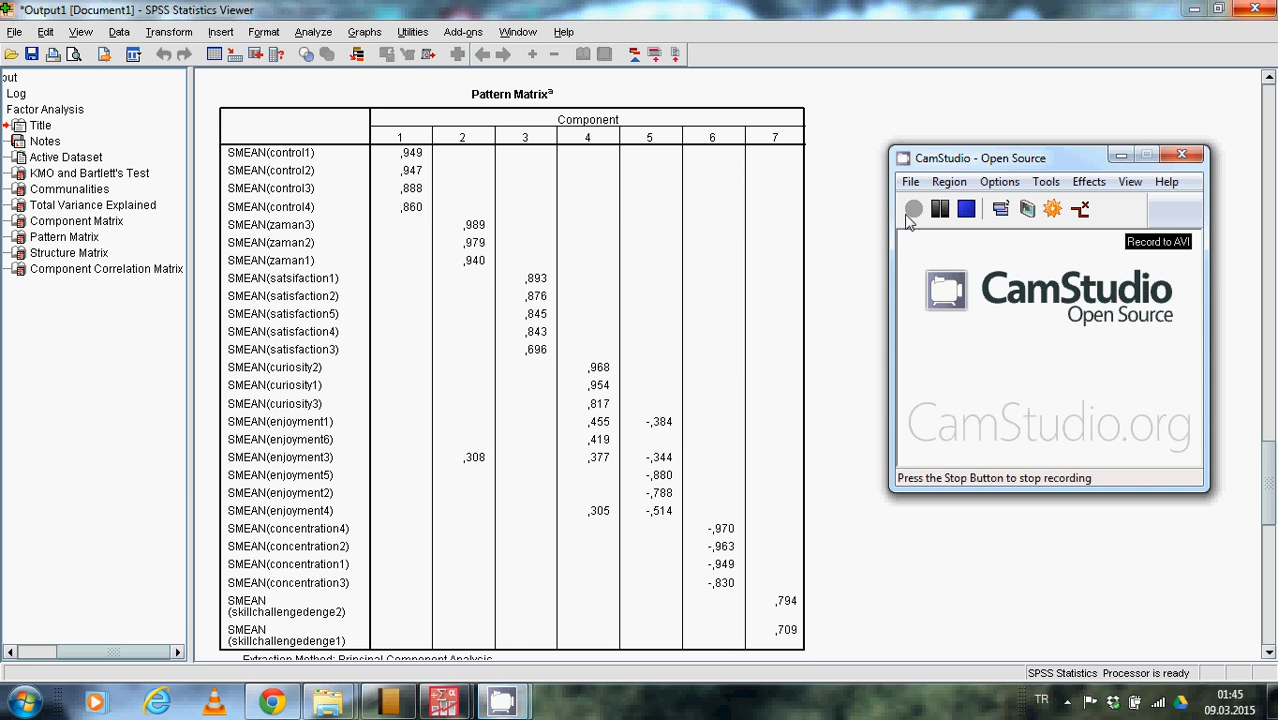 *Output1 [Document1] - SPSS Statistics Viewer
File Edit View Data Transform Insert Format Analyze Graphs Utilities Add-ons Window Help
out
Log
Factor Analysis
Title
Notes
Active Dataset
KMO and Bartlett's Test
Communalities
Total Variance Explained
Component Matrix
Pattern Matrix
Structure Matrix
Component Correlation Matrix
Pattern Matrixa
Component
1 2 3 4 5 6 7
SMEAN(control1) ,949
SMEAN(control2) ,947
SMEAN(control3) ,888
SMEAN(control4) ,860
SMEAN(zaman3) ,989
SMEAN(zaman2) ,979
SMEAN(zaman1) ,940
SMEAN(satsifaction1) ,893
SMEAN(satisfaction2) ,876
SMEAN(satisfaction5) ,845
SMEAN(satisfaction4) ,843
SMEAN(satisfaction3) ,696
SMEAN(curiosity2) ,968
SMEAN(curiosity1) ,954
SMEAN(curiosity3) ,817
SMEAN(enjoyment1) ,455 -,384
SMEAN(enjoyment6) ,419
SMEAN(enjoyment3) ,308 ,377 -,344
SMEAN(enjoyment5) -,880
SMEAN(enjoyment2) -,788
SMEAN(enjoyment4) ,305 -,514
SMEAN(concentration4) -,970
SMEAN(concentration2) -,963
SMEAN(concentration1) -,949
SMEAN(concentration3) -,830
SMEAN
(skillchallengedenge2) ,794
SMEAN
(skillchallengedenge1) ,709
Extraction Method: Principal Component Analysis
CamStudio - Open Source
File Region Options Tools Effects View Help
Record to AVI
CamStudio
Open Source
CamStudio.org
Press the Stop Button to stop recording
SPSS Statistics Processor is ready
TR
01:45
09.03.2015